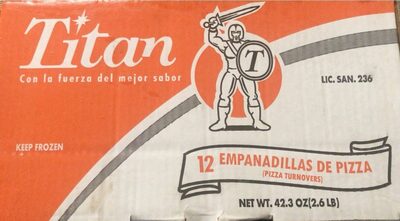 Titan
Con la fuerza del mejor sabor
T
LIC. SAN. 236
KEEP FROZEN
12 EMPANADILLAS DE PIZZA
(PIZZA TURNOVERS)
NET WT. 42.3 OZ(2.6 LB)